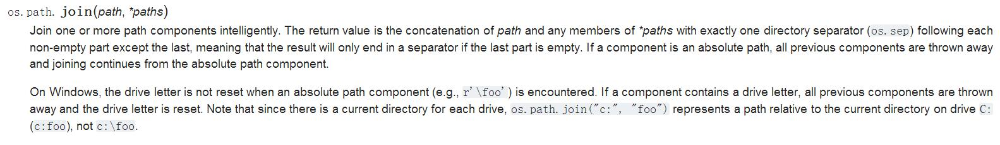 os.path.join(path, *paths)
Join one or more path components intelligently. The return value is the concatenation of path and any members of *paths with exactly one directory separator (os.sep) following each
non-empty part except the last, meaning that the result will only end in a separator if the last part is empty. If a component is an absolute path, all previous components are thrown away
and joining continues from the absolute path component.
On Windows, the drive letter is not reset when an absolute path component (e.g., r'\foo') is encountered. If a component contains a drive letter, all previous components are thrown
away and the drive letter is reset. Note that since there is a current directory for each drive, os.path.join("c:", "foo") represents a path relative to the current directory on drive C:
(c:foo), not c:\foo.